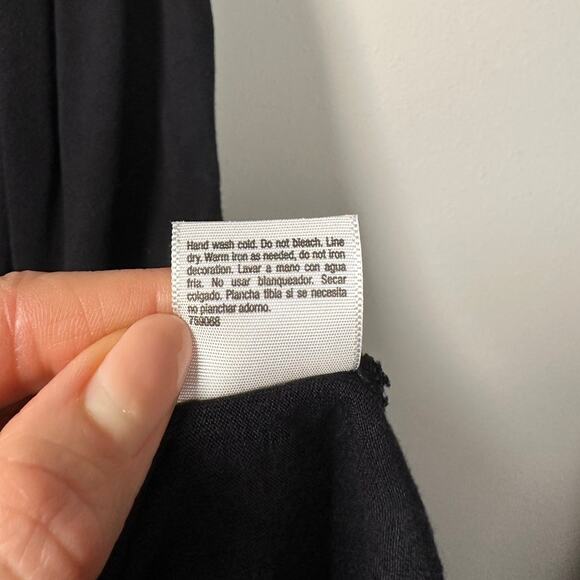 Hand wash cold. Do not bleach. Line
dry. Warm iron as needed, do not iron
decoration. Lavar a mano con agua
fria. No usar blanqueador. Secar
colgado. Plancha tibia si se necesita
no planchar adorno.
759068